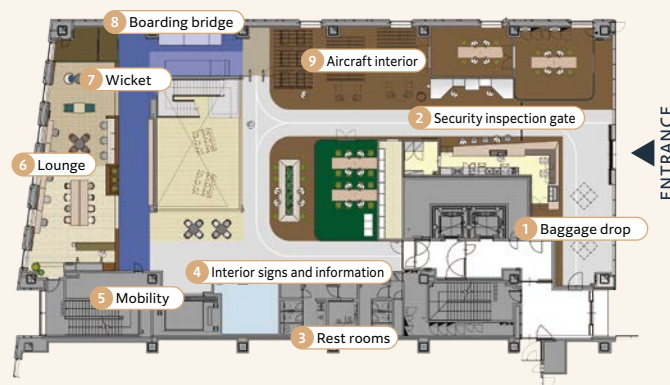 8 Boarding bridge
9 Aircraft interior
7 Wicket
2 Security inspection gate
6 Lounge
ENTRANCE
1 Baggage drop
4 Interior signs and information
5 Mobility
3 Rest rooms